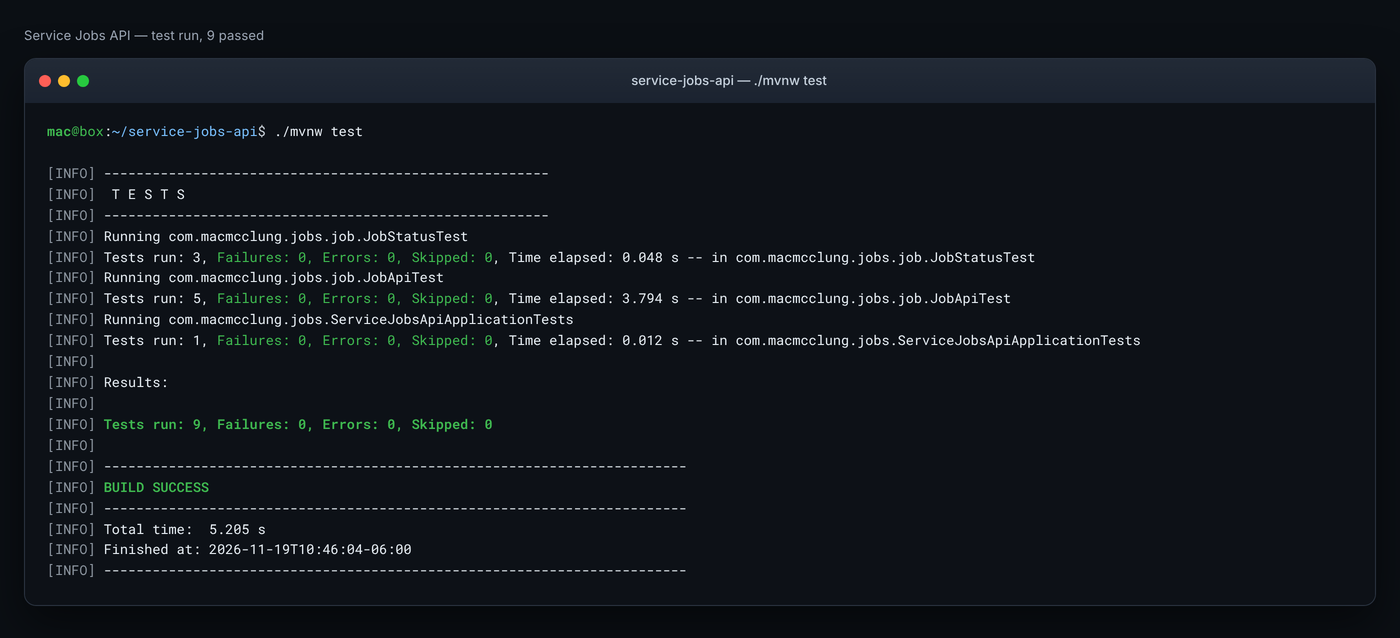 Service Jobs API — test run, 9 passed
service-jobs-api — ./mvnw test
mac@box:~/service-jobs-api$ ./mvnw test
[INFO] -------------------------------------------------------
[INFO]  T E S T S
[INFO] -------------------------------------------------------
[INFO] Running com.macmcclung.jobs.job.JobStatusTest
[INFO] Tests run: 3, Failures: 0, Errors: 0, Skipped: 0, Time elapsed: 0.048 s -- in com.macmcclung.jobs.job.JobStatusTest
[INFO] Running com.macmcclung.jobs.job.JobApiTest
[INFO] Tests run: 5, Failures: 0, Errors: 0, Skipped: 0, Time elapsed: 3.794 s -- in com.macmcclung.jobs.job.JobApiTest
[INFO] Running com.macmcclung.jobs.ServiceJobsApiApplicationTests
[INFO] Tests run: 1, Failures: 0, Errors: 0, Skipped: 0, Time elapsed: 0.012 s -- in com.macmcclung.jobs.ServiceJobsApiApplicationTests
[INFO]
[INFO] Results:
[INFO]
[INFO] Tests run: 9, Failures: 0, Errors: 0, Skipped: 0
[INFO]
[INFO] ------------------------------------------------------------------------
[INFO] BUILD SUCCESS
[INFO] ------------------------------------------------------------------------
[INFO] Total time:  5.205 s
[INFO] Finished at: 2026-11-19T10:46:04-06:00
[INFO] ------------------------------------------------------------------------